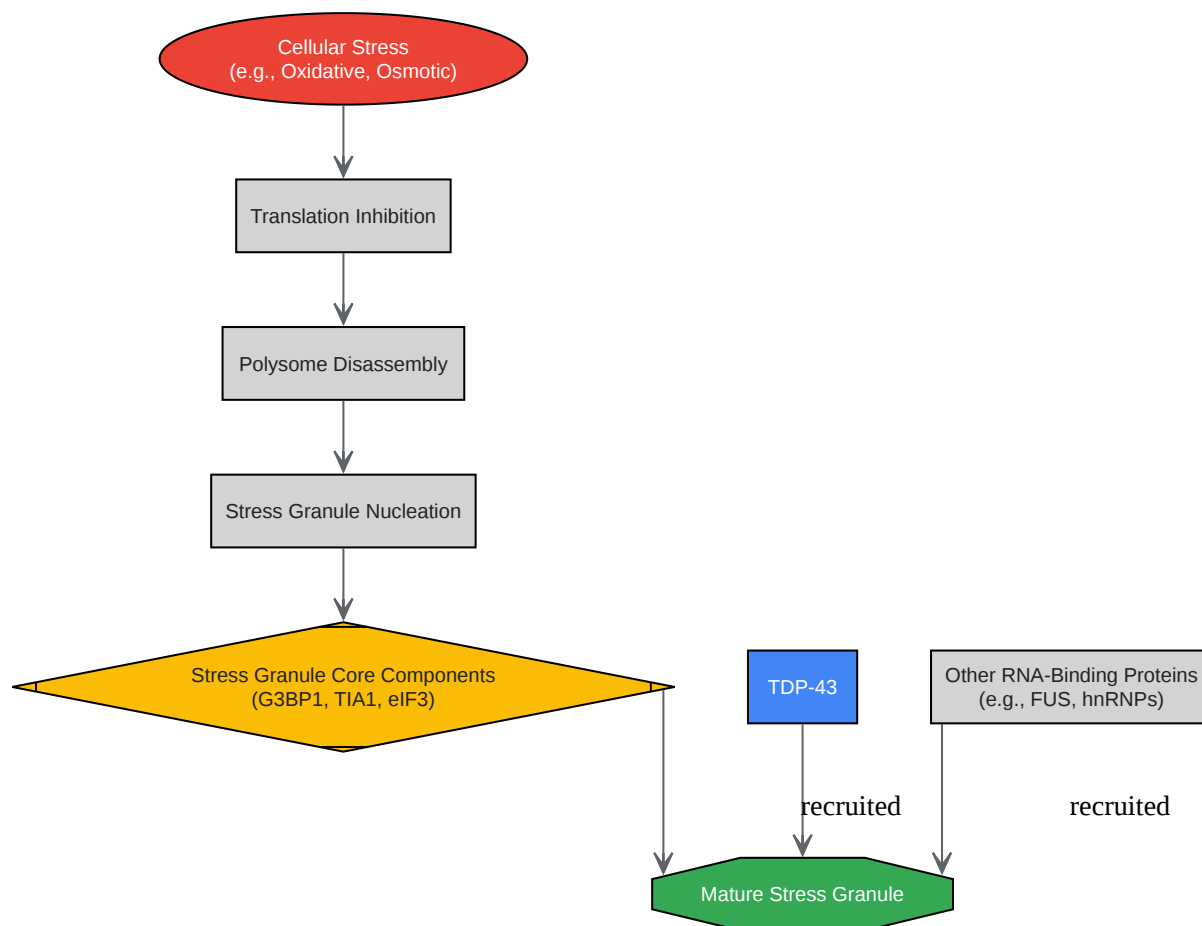 Cellular Stress
(e.g., Oxidative, Osmotic)
Translation Inhibition
Polysome Disassembly
Stress Granule Nucleation
Stress Granule Core Components
(G3BP1, TIA1, eIF3)
TDP-43
Other RNA-Binding Proteins
(e.g., FUS, hnRNPs)
recruited
recruited
Mature Stress Granule